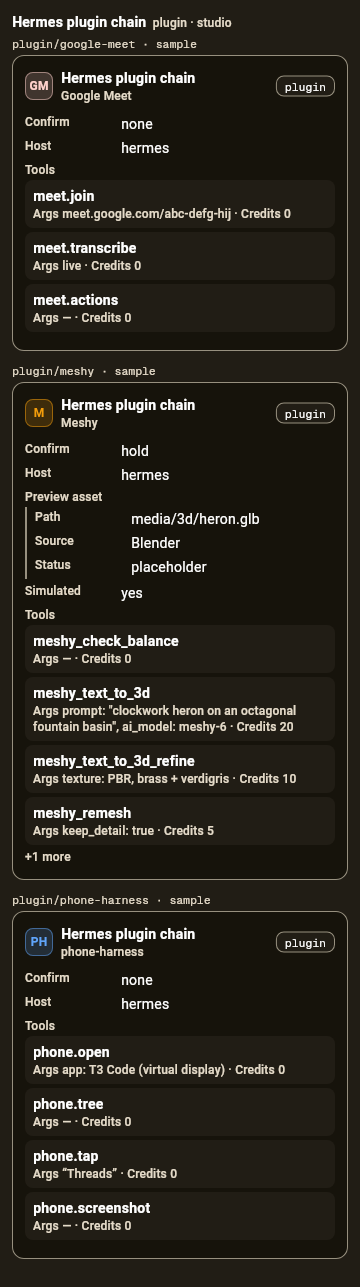 Hermes plugin chain plugin · studio
plugin/google-meet · sample
GM
Hermes plugin chain
Google Meet
plugin
Confirm none
Host hermes
Tools
meet.join
Args meet.google.com/abc-defg-hij · Credits 0
meet.transcribe
Args live · Credits 0
meet.actions
Args — · Credits 0
plugin/meshy · sample
M
Hermes plugin chain
Meshy
plugin
Confirm hold
Host hermes
Preview asset
Path media/3d/heron.glb
Source Blender
Status placeholder
Simulated yes
Tools
meshy_check_balance
Args — · Credits 0
meshy_text_to_3d
Args prompt: "clockwork heron on an octagonal
fountain basin", ai_model: meshy-6 · Credits 20
meshy_text_to_3d_refine
Args texture: PBR, brass + verdigris · Credits 10
meshy_remesh
Args keep_detail: true · Credits 5
+1 more
plugin/phone-harness · sample
PH
Hermes plugin chain
phone-harness
plugin
Confirm none
Host hermes
Tools
phone.open
Args app: T3 Code (virtual display) · Credits 0
phone.tree
Args — · Credits 0
phone.tap
Args “Threads” · Credits 0
phone.screenshot
Args — · Credits 0